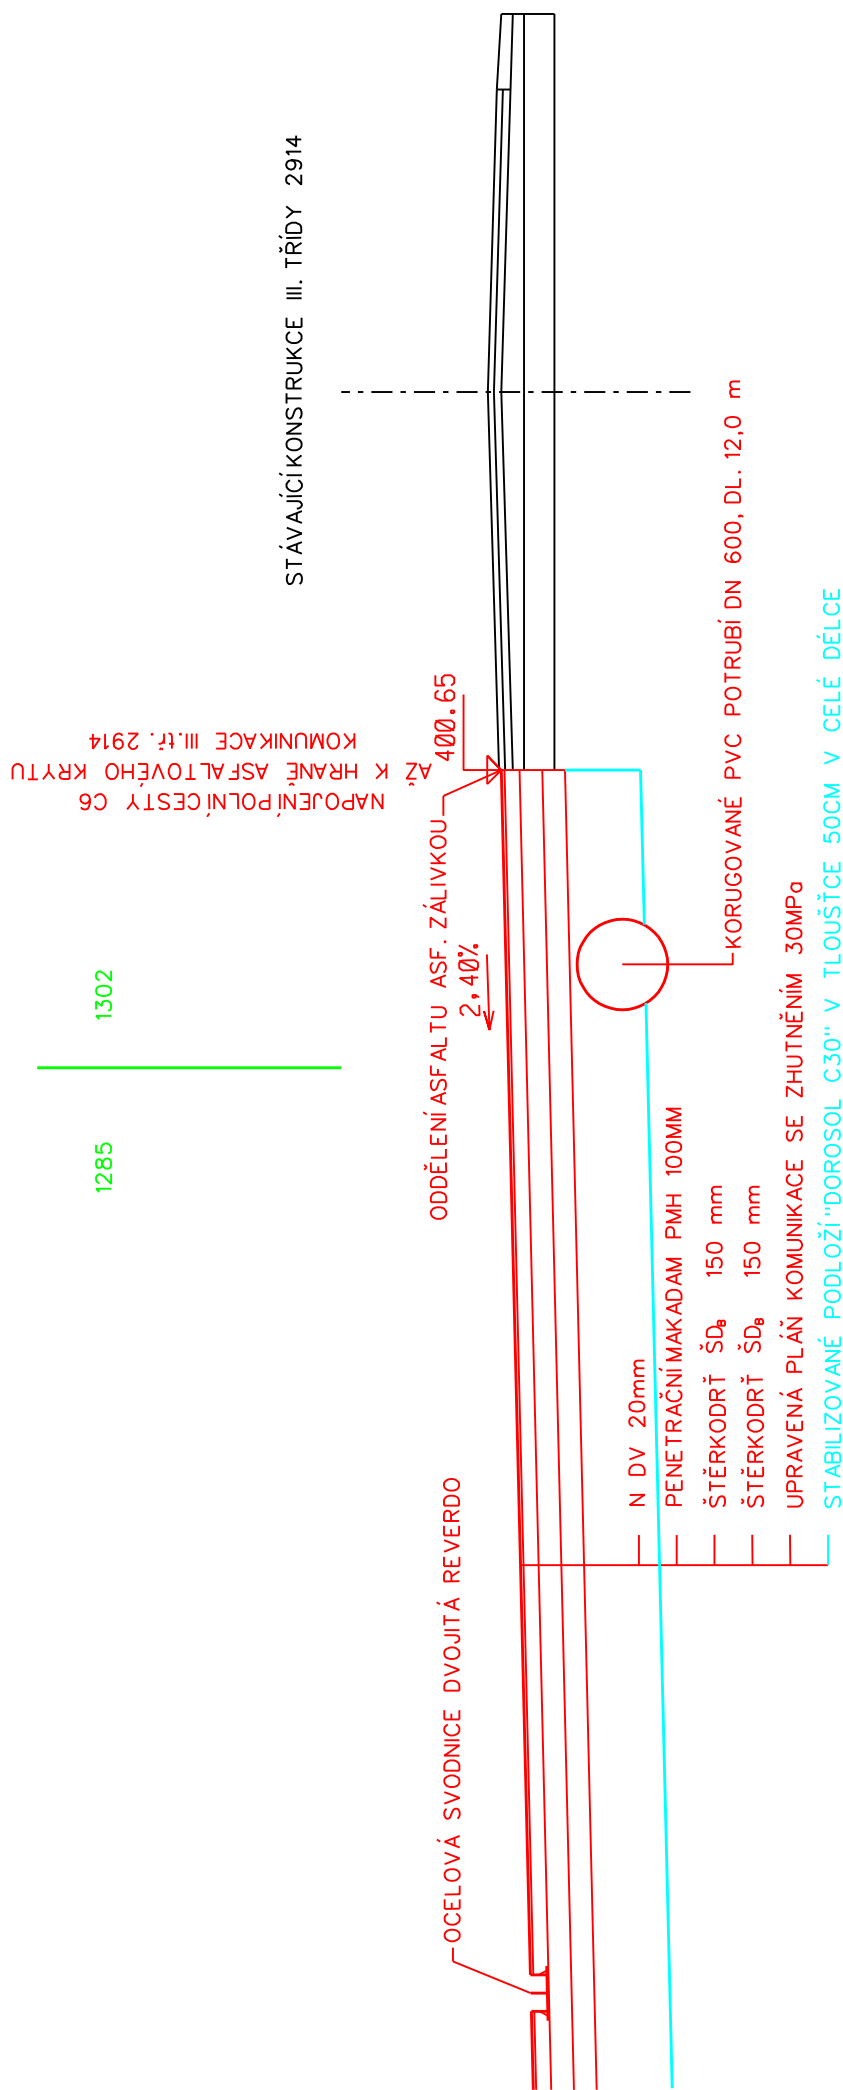 STÁVAJÍCÍ KONSTRUKCE III. TŘÍDY 2914
NAPOJENÍ POLNÍ CESTY C6
AŽ K HRANĚ ASFALTOVÉHO KRYTU
KOMUNIKACE III.tř. 2914
400.65
ODDĚLENÍ ASFALTU ASF. ZÁLIVKOU
2,40%
1285
1302
KORUGOVANÉ PVC POTRUBÍ DN 600, DL. 12,0 m
N DV 20mm
PENETRAČNÍ MAKADAM PMH 100MM
ŠTĚRKODRŤ ŠDB 150 mm
ŠTĚRKODRŤ ŠDB 150 mm
UPRAVENÁ PLÁŇ KOMUNIKACE SE ZHUTNĚNÍM 30MPa
STABILIZOVANÉ PODLOŽÍ "DOROSOL C30" V TLOUŠŤCE 50CM V CELÉ DÉLCE
OCELOVÁ SVODNICE DVOJITÁ REVERDO